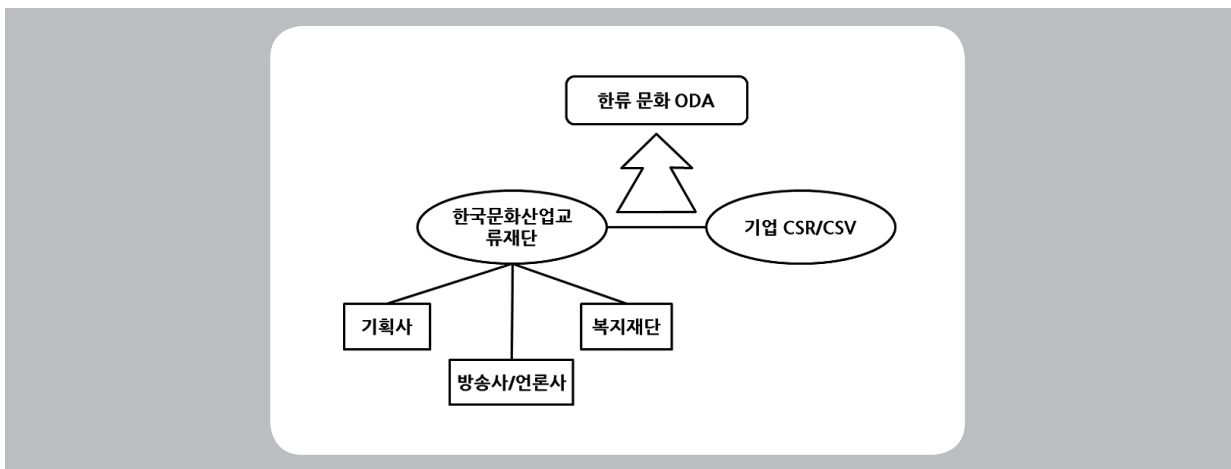 한류 문화 ODA
한국문화산업교
류재단
기업 CSR/CSV
기획사
복지재단
방송사/언론사